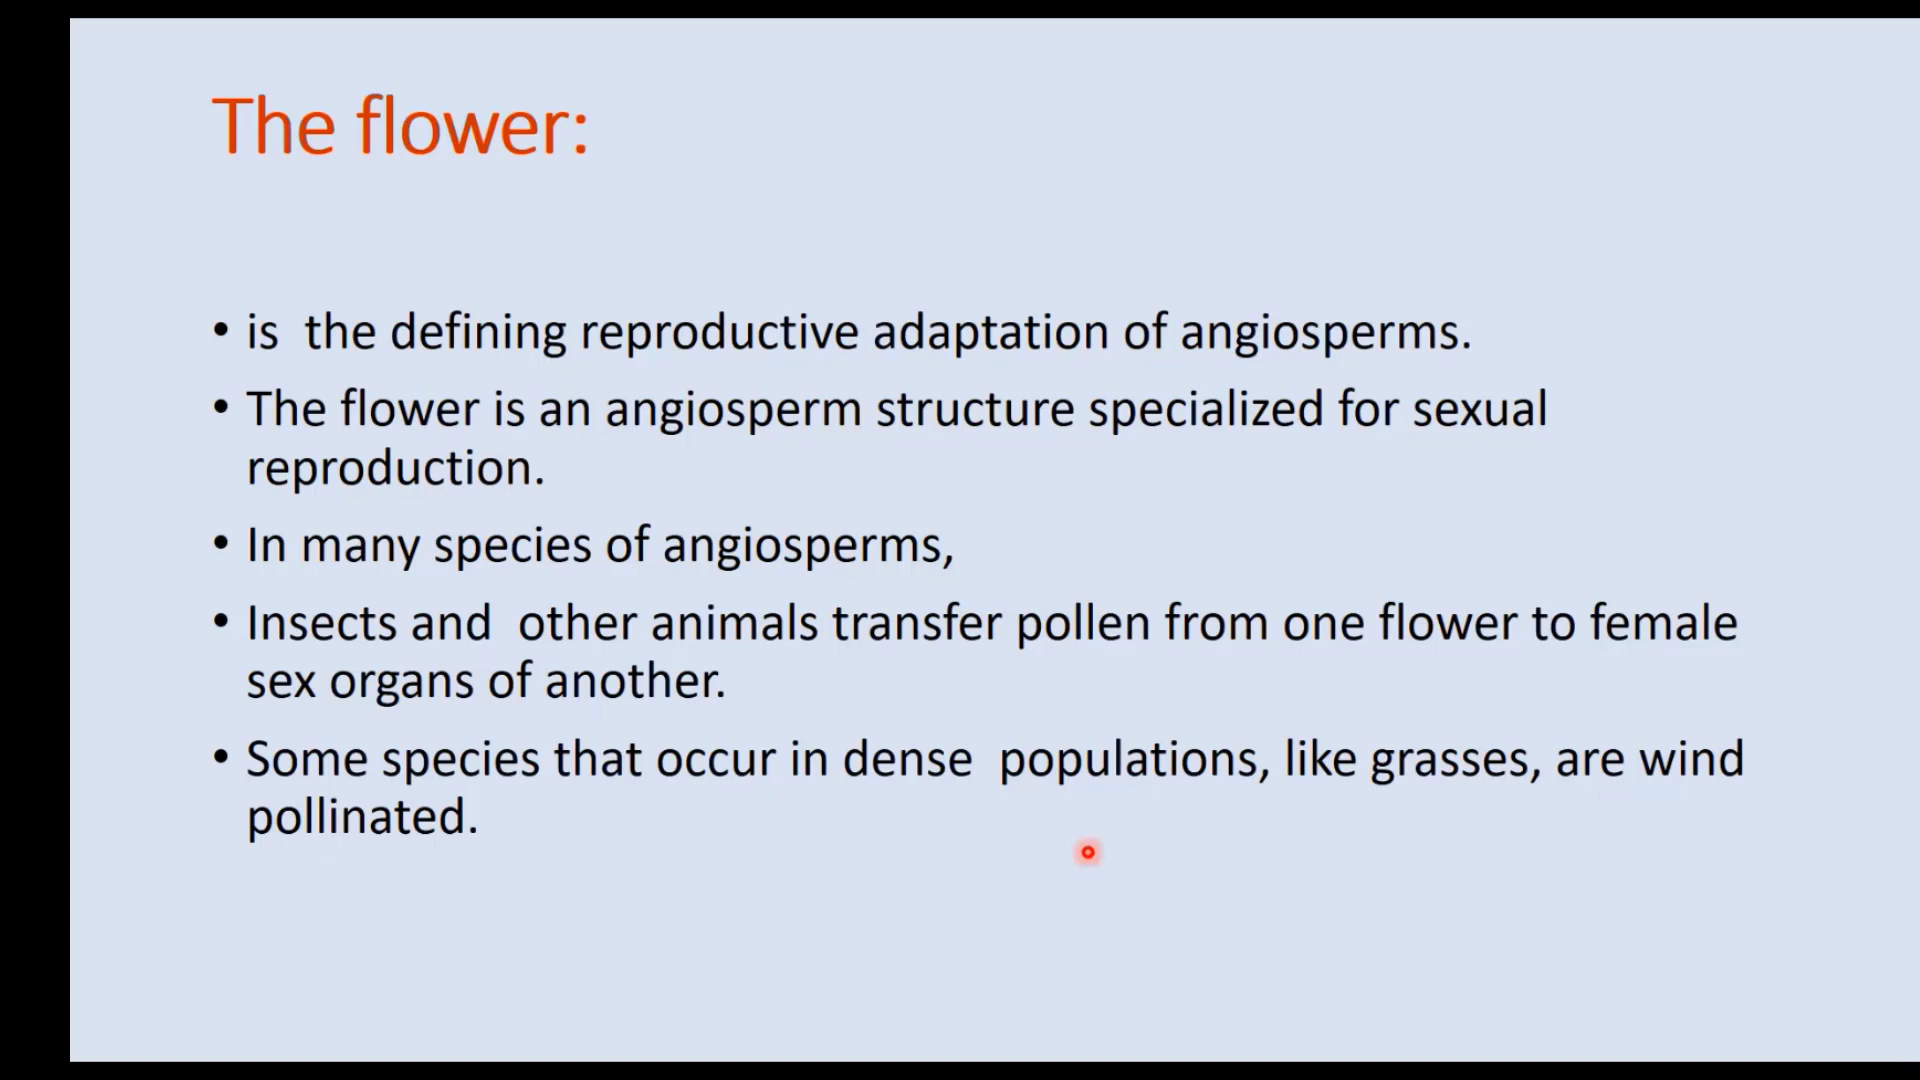 The flower:
• is  the defining reproductive adaptation of angiosperms.
• The flower is an angiosperm structure specialized for sexual
reproduction.
• In many species of angiosperms,
• Insects and  other animals transfer pollen from one flower to female
sex organs of another.
• Some species that occur in dense  populations, like grasses, are wind
pollinated.